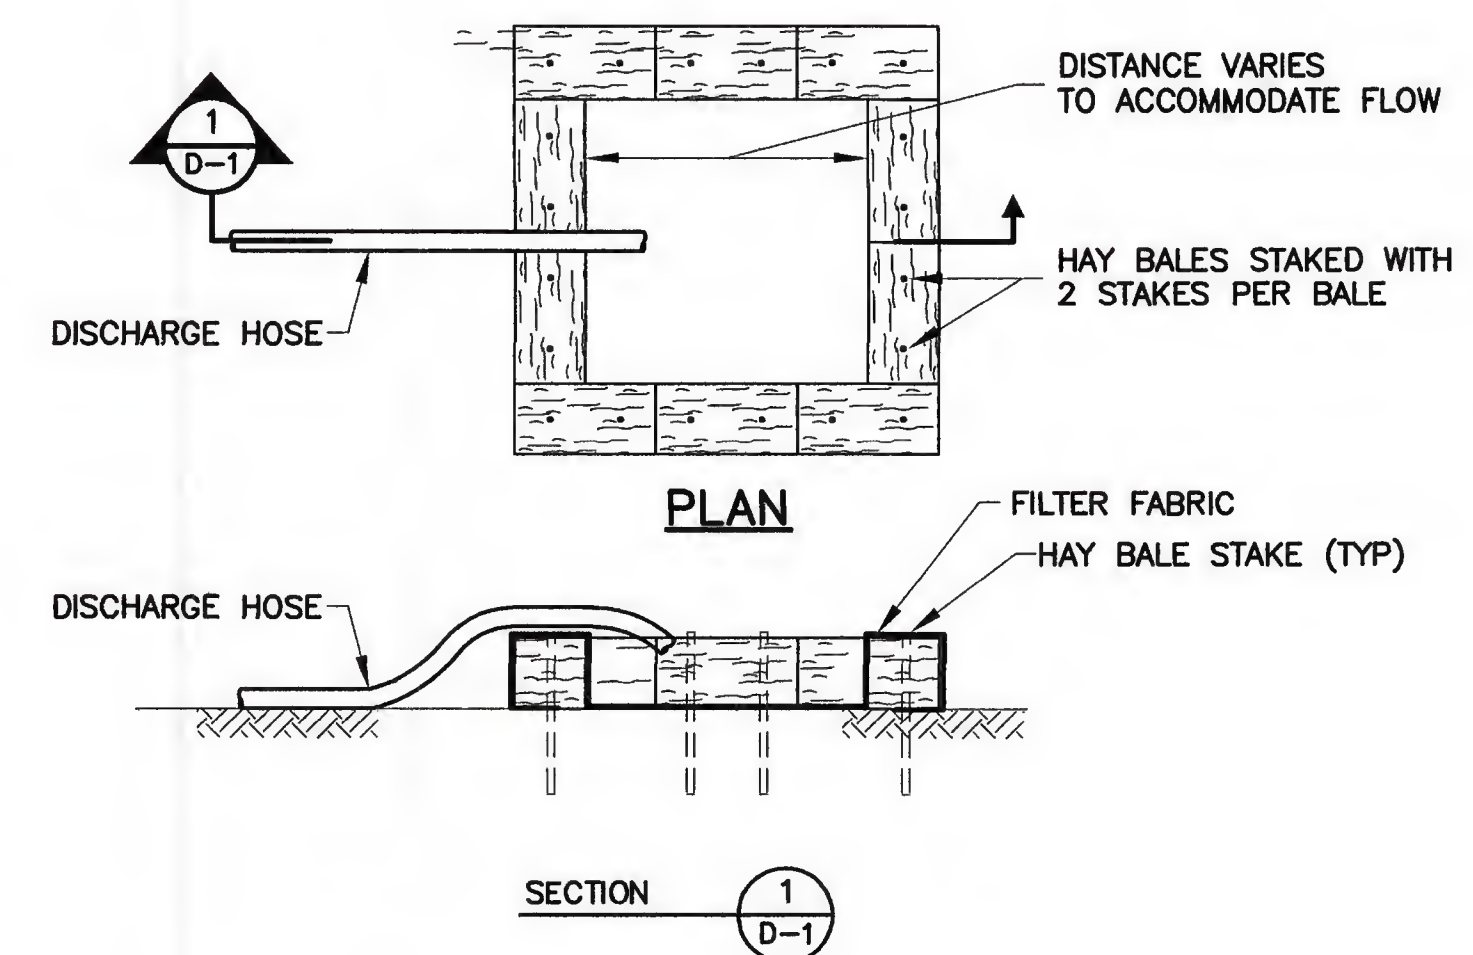 DISTANCE VARIES
TO ACCOMMODATE FLOW
1
D-1
HAY BALES STAKED WITH
2 STAKES PER BALE
DISCHARGE HOSE
PLAN
FILTER FABRIC
HAY BALE STAKE (TYP)
DISCHARGE HOSE
SECTION
1
D-1